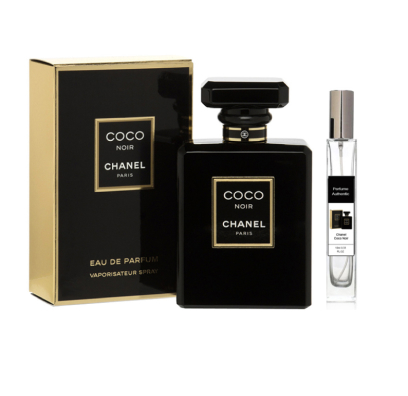 COCO
NOIR
CHANEL
PARIS
EAU DE PARFUM
VAPORISATEUR SPRAY
COCO
NOIR
CHANEL
PARIS
Perfume
Authentic
Chanel
Coco Noir